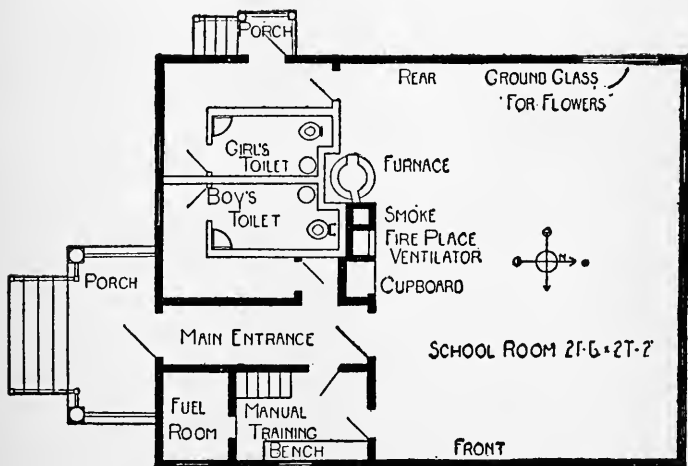 PORCH
REAR
GROUND GLASS
"FOR FLOWERS"
GIRL'S
TOILET
FURNACE
BOY'S
TOILET
SMOKE
FIRE PLACE
VENTILATOR
CUPBOARD
N
PORCH
MAIN ENTRANCE
SCHOOL ROOM 21'-6 x 27'-2'
FUEL
ROOM
MANUAL
TRAINING
BENCH
FRONT